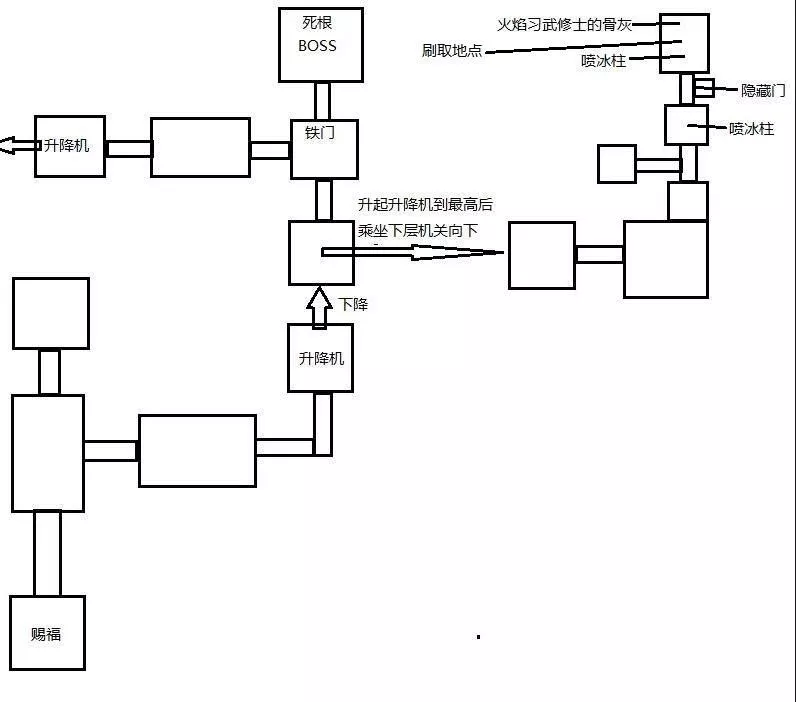 死根
BOSS
火焰习武修士的骨灰
刷取地点
喷冰柱
隐藏门
喷冰柱
铁门
升降机
升起升降机到最高后
乘坐下层机关向下
下降
升降机
赐福